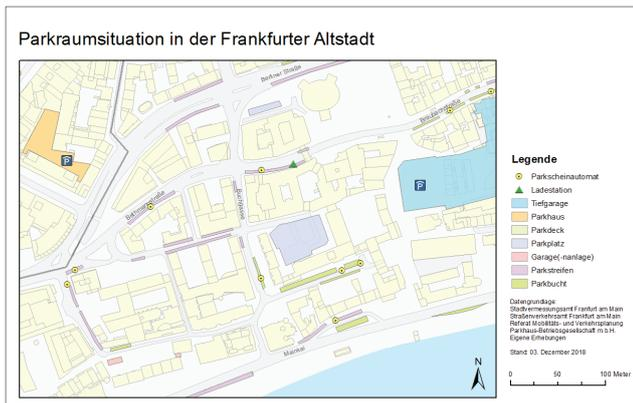 Parkraumsituation in der Frankfurter Altstadt
Berliner Straße
Braubachstraße
Bethmannstraße
Buchgasse
Mainkai
P
P
N
Legende
Parkscheinautomat
Ladestation
Tiefgarage
Parkhaus
Parkdeck
Parkplatz
Garage(-nanlage)
Parkstreifen
Parkbucht
Datengrundlage:
Stadtvermessungsamt Frankfurt am Main
Straßenverkehrsamt Frankfurt am Main
Referat Mobilitäts- und Verkehrsplanung
Parkhaus-Betriebsgesellschaft m.b.H.
Eigene Erhebungen
Stand: 03. Dezember 2018
0 50 100 Meter